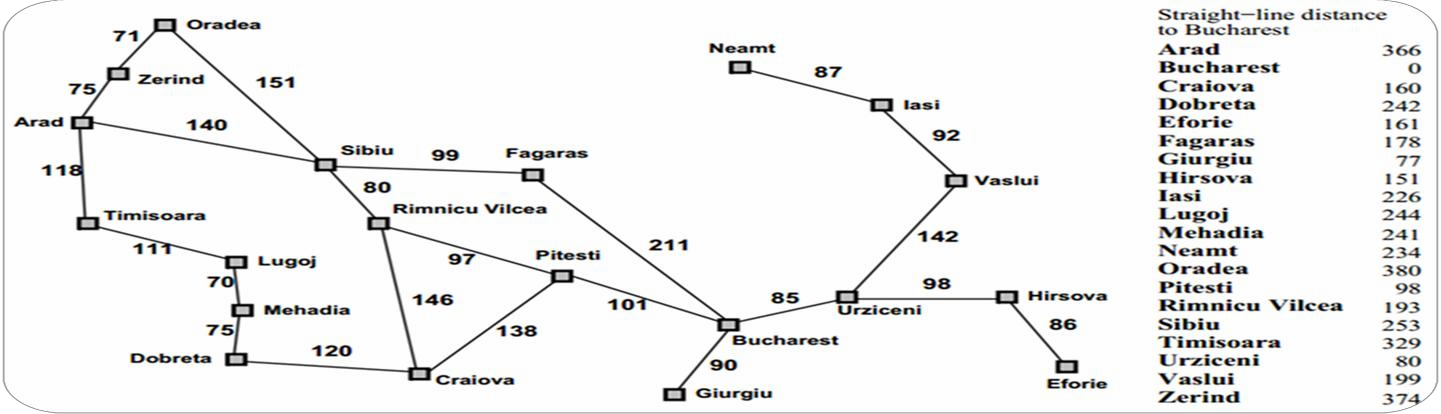 Oradea
71
Zerind
151
75
Arad
140
118
Sibiu
99
Fagaras
80
Timisoara
Rimnicu Vilcea
111
Lugoj
97
Pitesti
211
70
Mehadia
146
101
75
138
Dobreta
120
Craiova
Neamt
87
Iasi
92
Vaslui
142
98
Hirsova
85
Urziceni
86
Bucharest
90
Giurgiu
Eforie
Straight-line distance
to Bucharest
Arad 366
Bucharest 0
Craiova 160
Dobreta 242
Eforie 161
Fagaras 178
Giurgiu 77
Hirsova 151
Iasi 226
Lugoj 244
Mehadia 241
Neamt 234
Oradea 380
Pitesti 98
Rimnicu Vilcea 193
Sibiu 253
Timisoara 329
Urziceni 80
Vaslui 199
Zerind 374